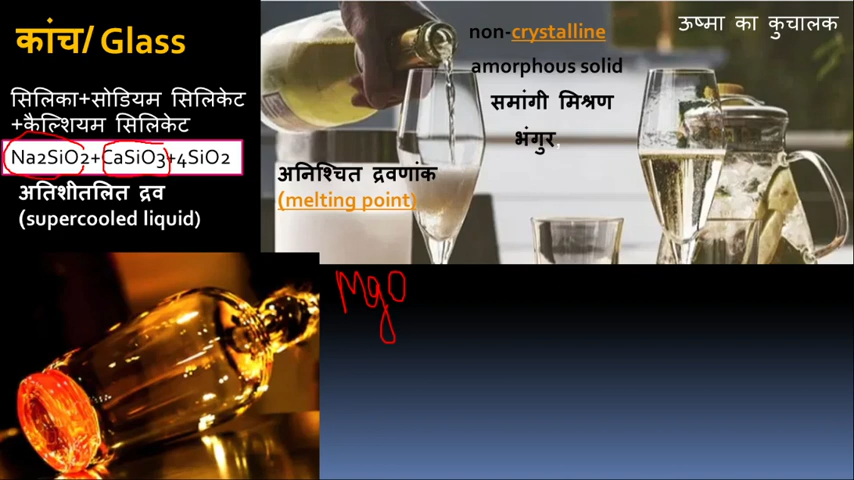 कांच/ Glass
सिलिका+सोडियम सिलिकेट
+कैल्शियम सिलिकेट
Na2SiO2+CaSiO3+4SiO2
अतिशीतलित द्रव
(supercooled liquid)
non-crystalline
amorphous solid
समांगी मिश्रण
भंगुर
अनिश्चित द्रवणांक
(melting point)
ऊष्मा का कुचालक
MgO